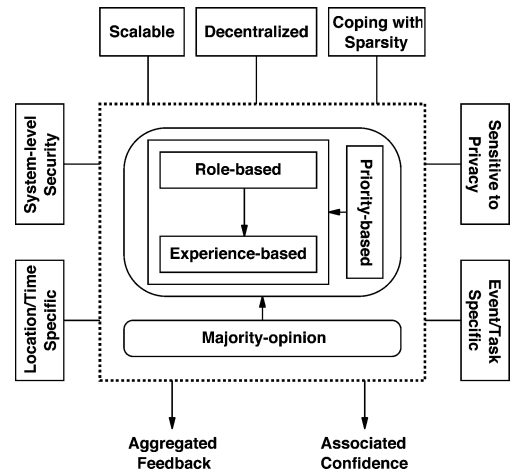 Scalable
Decentralized
Coping with
Sparsity
System-level
Security
Sensitive to
Privacy
Role-based
Priority-based
Experience-based
Location/Time
Specific
Event/Task
Specific
Majority-opinion
Aggregated
Feedback
Associated
Confidence